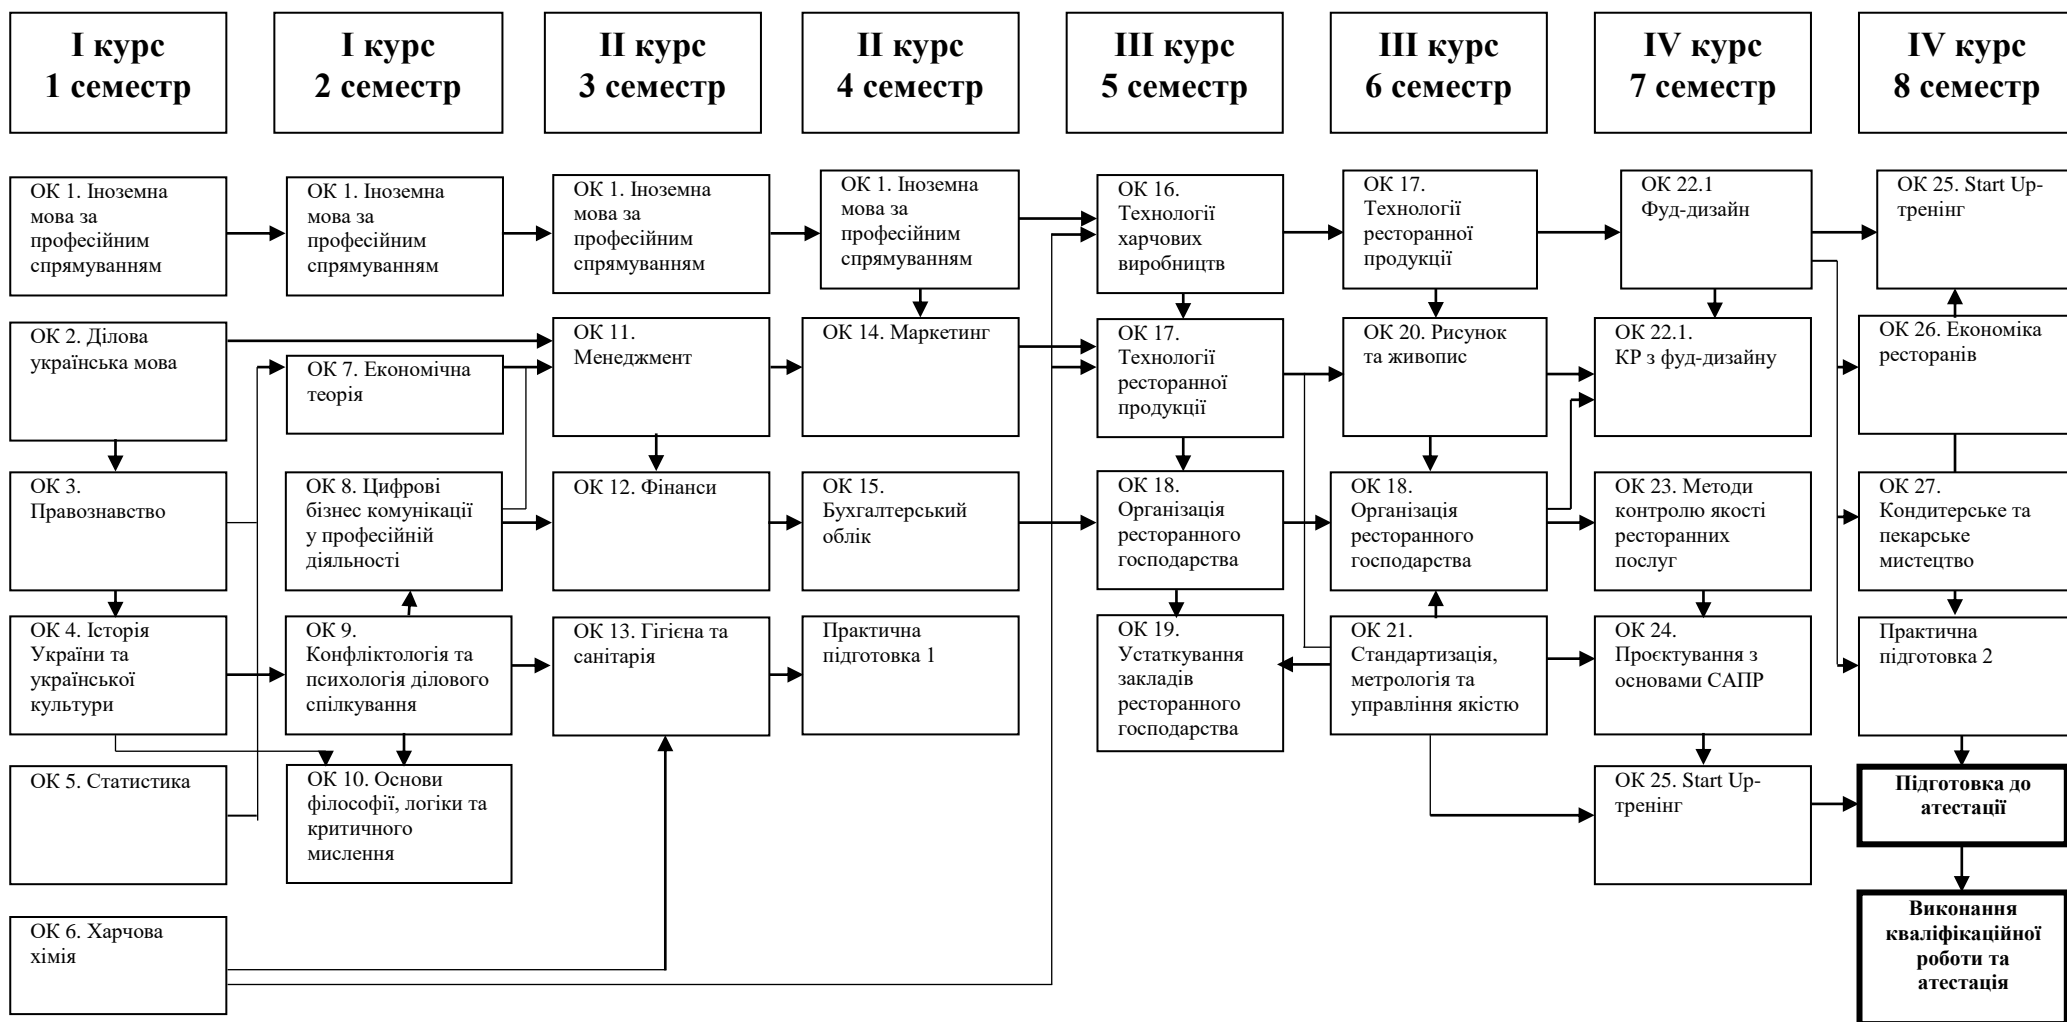 І курс
1 семестр
І курс
2 семестр
ІІ курс
3 семестр
ІІ курс
4 семестр
ІІІ курс
5 семестр
ІІІ курс
6 семестр
IV курс
7 семестр
IV курс
8 семестр
ОК 1. Іноземна
мова за
професійним
спрямуванням
ОК 1. Іноземна
мова за
професійним
спрямуванням
ОК 1. Іноземна
мова за
професійним
спрямуванням
ОК 1. Іноземна
мова за
професійним
спрямуванням
ОК 16.
Технології
харчових
виробництв
ОК 17.
Технології
ресторанної
продукції
ОК 22.1
Фуд-дизайн
ОК 25. Start Up-
тренінг
ОК 2. Ділова
українська мова
ОК 7. Економічна
теорія
ОК 11.
Менеджмент
ОК 14. Маркетинг
ОК 17.
Технології
ресторанної
продукції
ОК 20. Рисунок
та живопис
ОК 22.1.
КР з фуд-дизайну
ОК 26. Економіка
ресторанів
ОК 3.
Правознавство
ОК 8. Цифрові
бізнес комунікації
у професійній
діяльності
ОК 12. Фінанси
ОК 15.
Бухгалтерський
облік
ОК 18.
Організація
ресторанного
господарства
ОК 18.
Організація
ресторанного
господарства
ОК 23. Методи
контролю якості
ресторанних
послуг
ОК 27.
Кондитерське та
пекарське
мистецтво
ОК 4. Історія
України та
української
культури
ОК 9.
Конфліктологія та
психологія ділового
спілкування
ОК 13. Гігієна та
санітарія
Практична
підготовка 1
ОК 19.
Устаткування
закладів
ресторанного
господарства
ОК 21.
Стандартизація,
метрологія та
управління якістю
ОК 24.
Проєктування з
основами САПР
Практична
підготовка 2
ОК 5. Статистика
ОК 10. Основи
філософії, логіки та
критичного
мислення
ОК 25. Start Up-
тренінг
Підготовка до
атестації
ОК 6. Харчова
хімія
Виконання
кваліфікаційної
роботи та
атестація